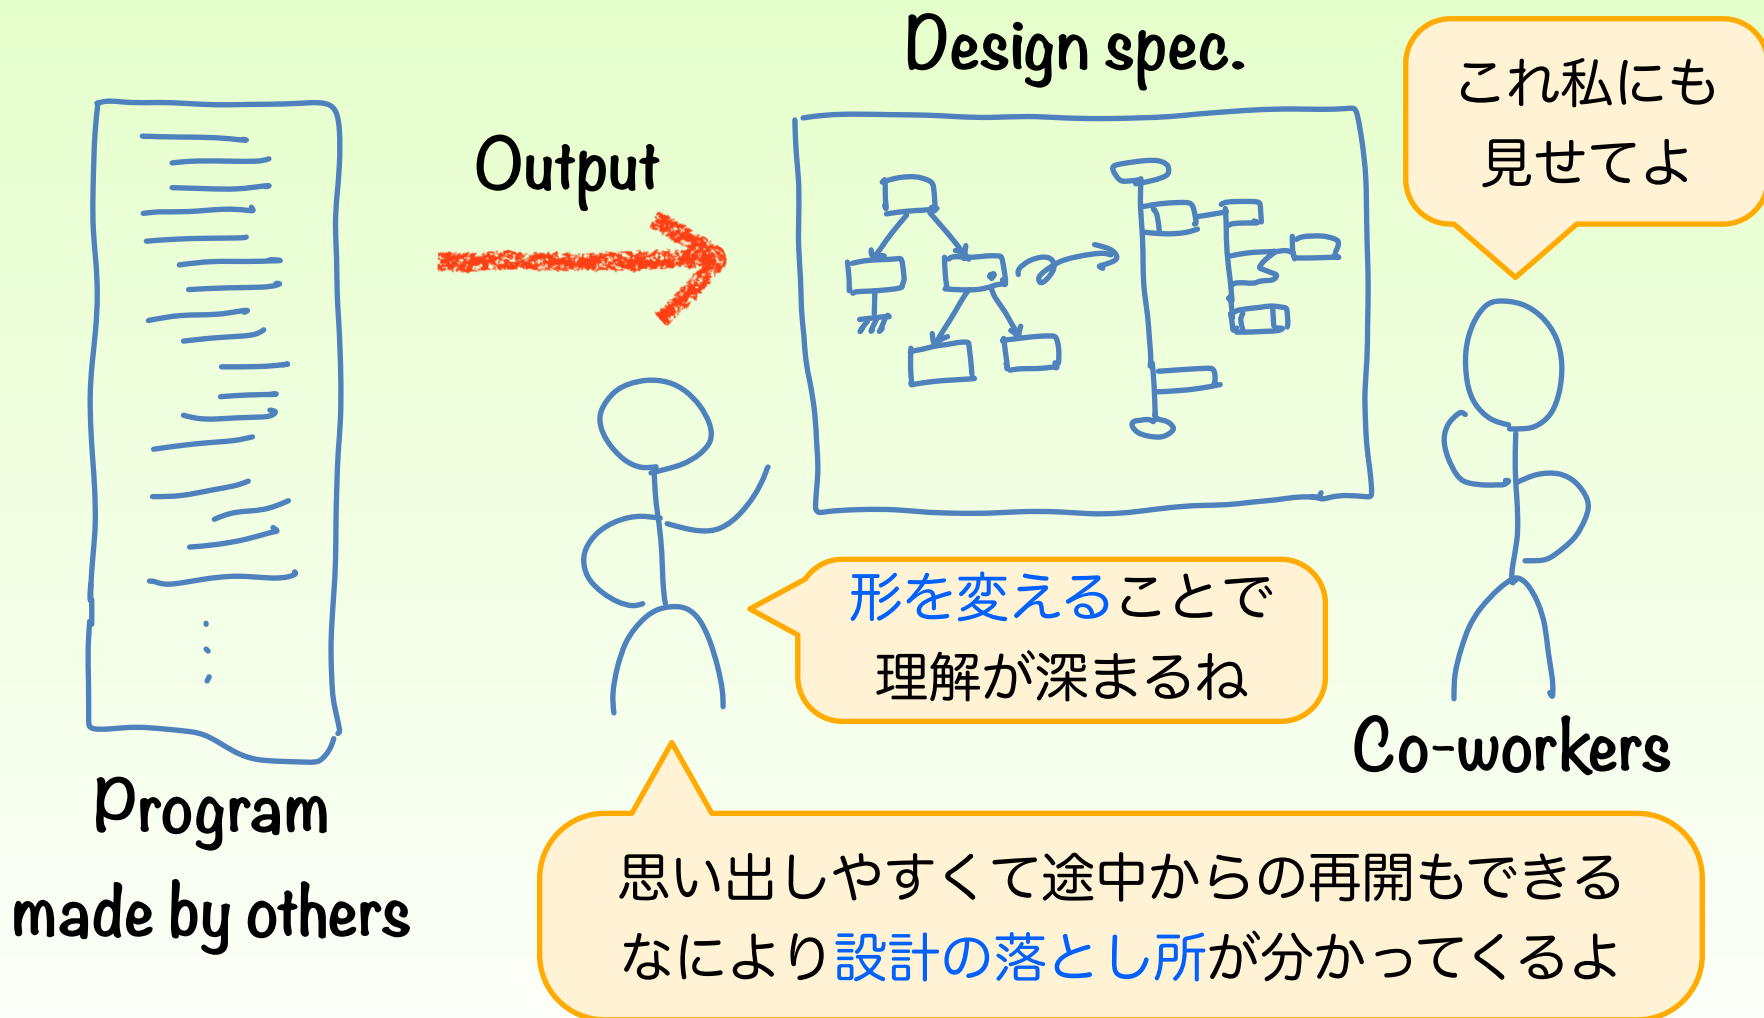 Design spec.
これ私にも
見せてよ
Output
形を変えることで
理解が深まるね
Co-workers
Program
made by others
思い出しやすくて途中からの再開もできる
なにより設計の落とし所が分かってくるよ